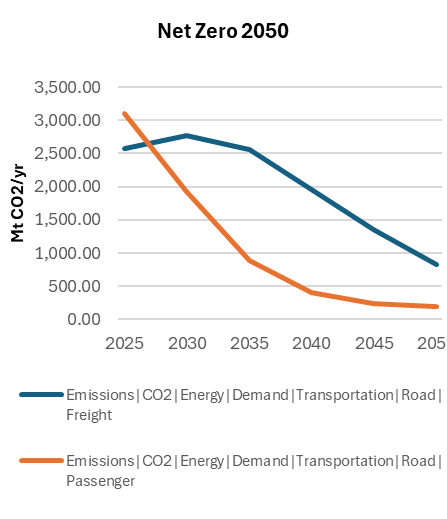 Net Zero 2050
Mt CO2/yr
3,500.00
3,000.00
2,500.00
2,000.00
1,500.00
1,000.00
500.00
0.00
2025 2030 2035 2040 2045 205
Emissions|CO2|Energy|Demand|Transportation|Road|
Freight
Emissions|CO2|Energy|Demand|Transportation|Road|
Passenger